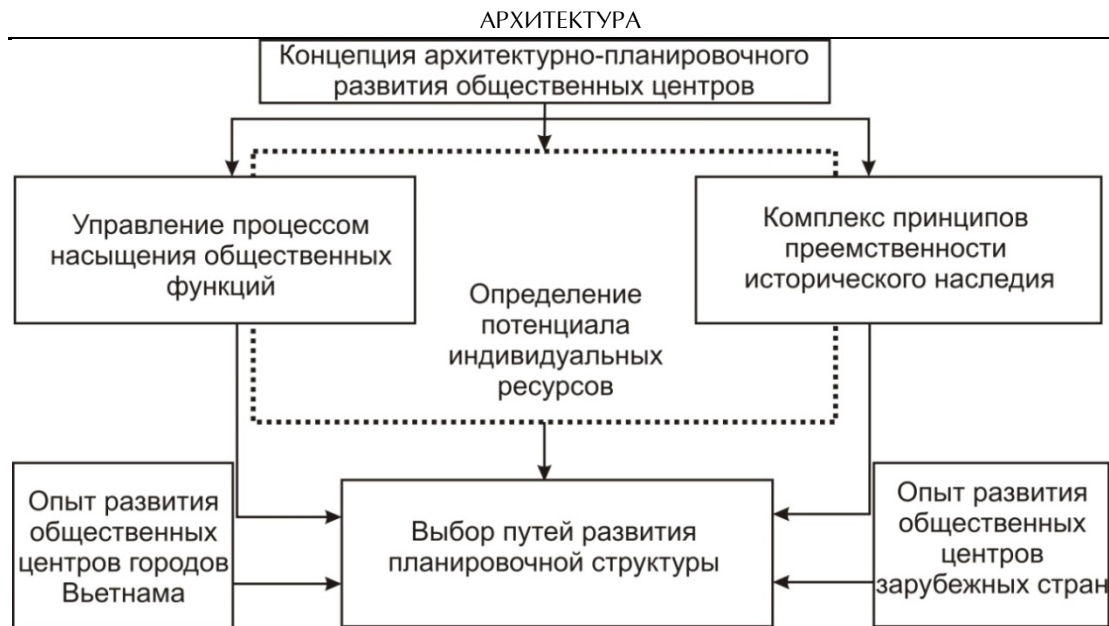 АРХИТЕКТУРА
Концепция архитектурно-планировочного
развития общественных центров
Управление процессом
насыщения общественных
функций
Определение
потенциала
индивидуальных
ресурсов
Комплекс принципов
преемственности
исторического наследия
Опыт развития
общественных
центров городов
Вьетнама
Выбор путей развития
планировочной структуры
Опыт развития
общественных
центров
зарубежных стран